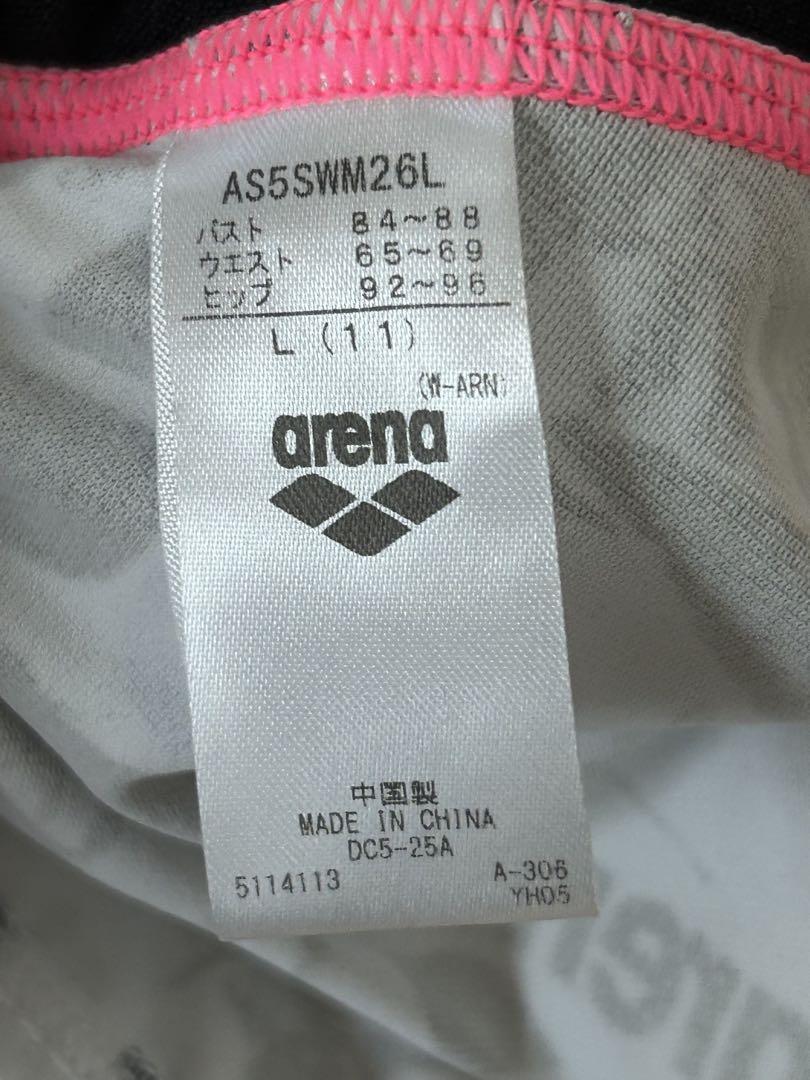 AS5SWM26L
バスト 84～88
ウエスト 65～69
ヒップ 92～96
L (11)
(W-ARN)
arena
中国製
MADE IN CHINA
DC5-25A
5114113 A-306
YH05